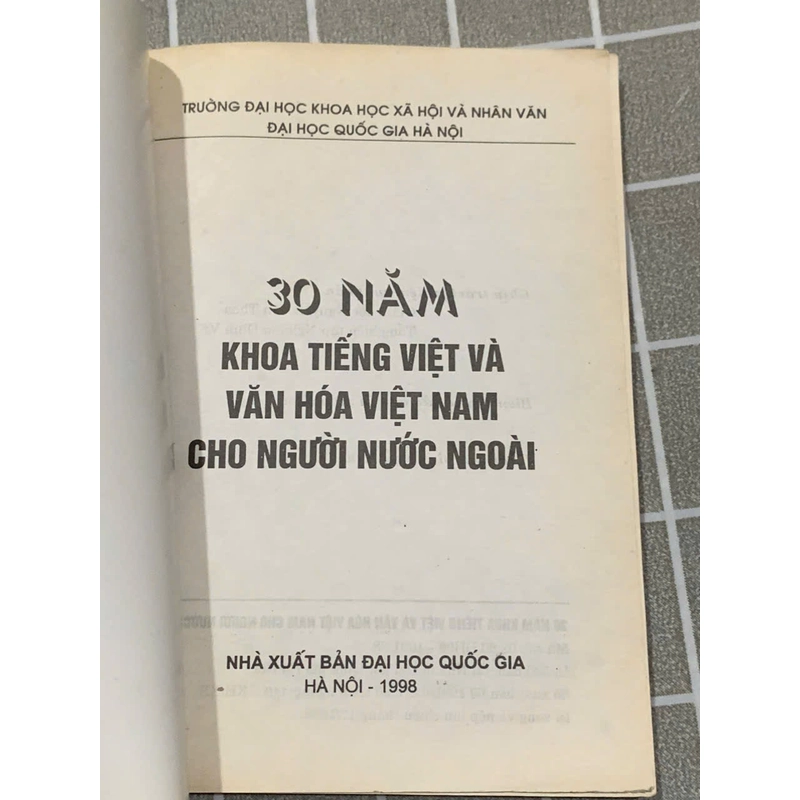 TRƯỜNG ĐẠI HỌC KHOA HỌC XÃ HỘI VÀ NHÂN VĂN
ĐẠI HỌC QUỐC GIA HÀ NỘI
30 NĂM
KHOA TIẾNG VIỆT VÀ
VĂN HÓA VIỆT NAM
CHO NGƯỜI NƯỚC NGOÀI
NHÀ XUẤT BẢN ĐẠI HỌC QUỐC GIA
HÀ NỘI - 1998